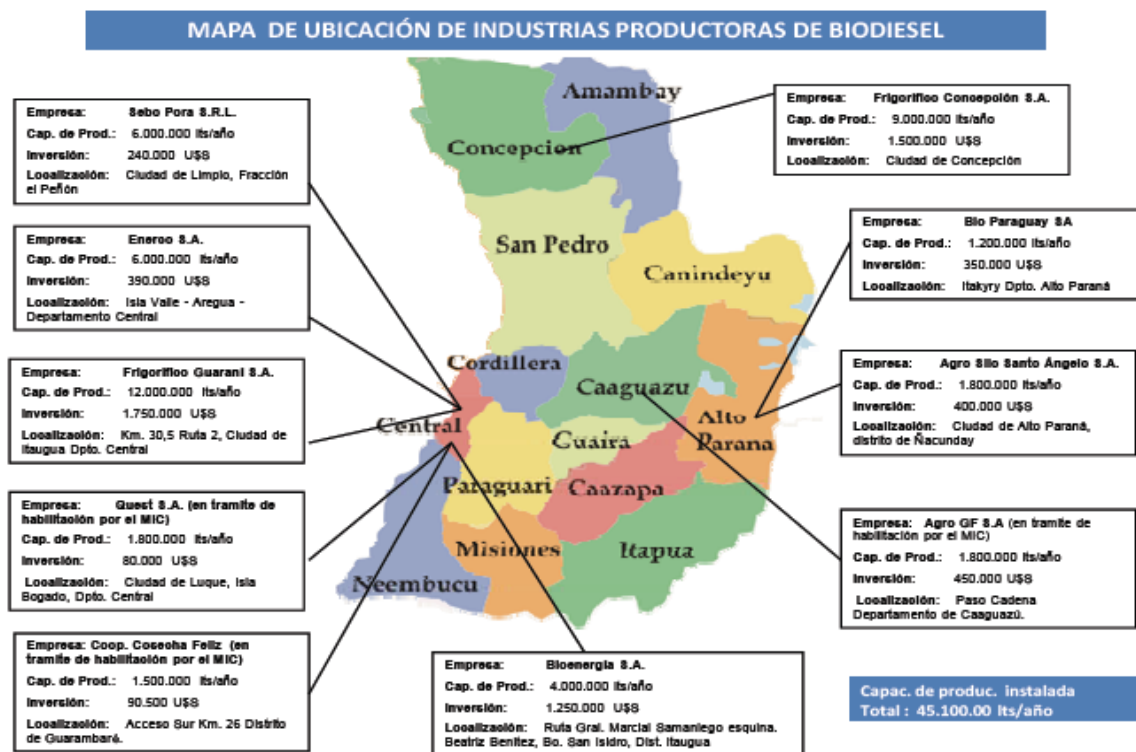 MAPA DE UBICACIÓN DE INDUSTRIAS PRODUCTORAS DE BIODIESEL
Empresa: Sebo Pora S.R.L.
Cap. de Prod.: 6.000.000 lts/año
Inversión: 240.000 U$S
Localización: Ciudad de Limpio, Fracción
el Peñón
Empresa: Enerco S.A.
Cap. de Prod.: 6.000.000 lts/año
Inversión: 390.000 U$S
Localización: Isla Valle - Aregua -
Departamento Central
Empresa: Frigorifico Guarani S.A.
Cap. de Prod.: 12.000.000 lts/año
Inversión: 1.750.000 U$S
Localización: Km. 30,5 Ruta 2, Ciudad de
Itaugua Dpto. Central
Empresa: Quest S.A. (en tramite de
habilitación por el MIC)
Cap. de Prod.: 1.800.000 lts/año
Inversión: 80.000 U$S
Localización: Ciudad de Luque, Isla
Bogado, Dpto. Central
Empresa: Coop. Cosecha Feliz (en
tramite de habilitación por el MIC)
Cap. de Prod.: 1.500.000 lts/año
Inversión: 90.500 U$S
Localización: Acceso Sur Km. 26 Distrito
de Guarambaré.
Amambay
Concepcion
San Pedro
Canindeyu
Cordillera
Caaguazu
Central
Alto
Parana
Guaira
Paraguari
Caazapa
Misiones
Itapua
Neembucu
Empresa: Bioenergia S.A.
Cap. de Prod.: 4.000.000 lts/año
Inversión: 1.250.000 U$S
Localización: Ruta Gral. Marcial Samaniego esquina.
Beatriz Benitez, Bo. San Isidro, Dist. Itaugua
Empresa: Frigorifico Concepción S.A.
Cap. de Prod.: 9.000.000 lts/año
Inversión: 1.500.000 U$S
Localización: Ciudad de Concepción
Empresa: Bio Paraguay SA
Cap. de Prod.: 1.200.000 lts/año
Inversión: 350.000 U$S
Localización: Itakyry Dpto. Alto Paraná
Empresa: Agro Silo Santo Ángelo S.A.
Cap. de Prod.: 1.800.000 lts/año
Inversión: 400.000 U$S
Localización: Ciudad de Alto Paraná,
distrito de Ñacunday
Empresa: Agro GF S.A (en tramite de
habilitación por el MIC)
Cap. de Prod.: 1.800.000 lts/año
Inversión: 450.000 U$S
Localización: Paso Cadena
Departamento de Caaguazú.
Capac. de produc. instalada
Total : 45.100.00 lts/año